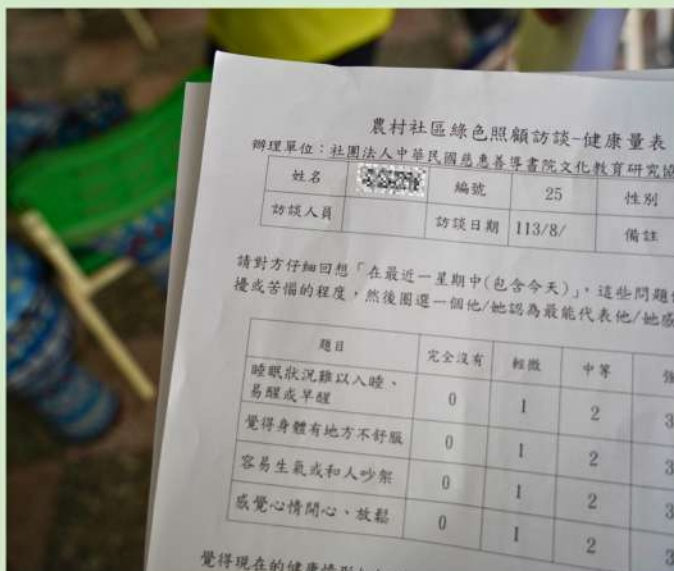 農村社區綠色照顧訪談-健康量表
辦理單位：社團法人中華民國慈惠善導書院文化教育研究協
姓名 編號 25 性別
訪談人員 訪談日期 113/8/ 備註
請對方仔細回想「在最近一星期中(包含今天)」，這些問題
擾或苦惱的程度，然後圈選一個他/她認為最能代表他/她感
題目 完全沒有 輕微 中等
睡眠狀況難以入睡、
易醒或早醒 0 1 2 3
覺得身體有地方不舒服 0 1 2 3
容易生氣或和人吵架 0 1 2 3
感覺心情開心、放鬆 0 1 2 3
覺得現在的健康情形